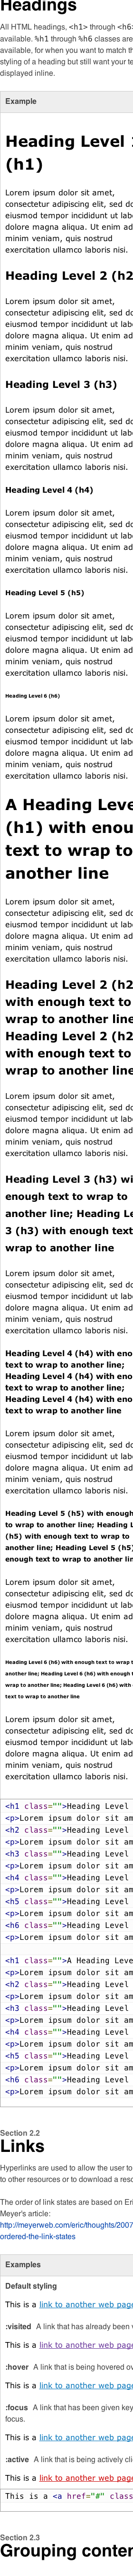 Headings
All HTML headings, <h1> through <h6>
available. %h1 through %h6 classes are
available, for when you want to match th
styling of a heading but still want your te
displayed inline.
Example
Heading Level 1
(h1)
Lorem ipsum dolor sit amet,
consectetur adipiscing elit, sed do
eiusmod tempor incididunt ut lab
dolore magna aliqua. Ut enim ad
minim veniam, quis nostrud
exercitation ullamco laboris nisi.
Heading Level 2 (h2
Lorem ipsum dolor sit amet,
consectetur adipiscing elit, sed do
eiusmod tempor incididunt ut lab
dolore magna aliqua. Ut enim ad
minim veniam, quis nostrud
exercitation ullamco laboris nisi.
Heading Level 3 (h3)
Lorem ipsum dolor sit amet,
consectetur adipiscing elit, sed do
eiusmod tempor incididunt ut lab
dolore magna aliqua. Ut enim ad
minim veniam, quis nostrud
exercitation ullamco laboris nisi.
Heading Level 4 (h4)
Lorem ipsum dolor sit amet,
consectetur adipiscing elit, sed do
eiusmod tempor incididunt ut lab
dolore magna aliqua. Ut enim ad
minim veniam, quis nostrud
exercitation ullamco laboris nisi.
Heading Level 5 (h5)
Lorem ipsum dolor sit amet,
consectetur adipiscing elit, sed do
eiusmod tempor incididunt ut lab
dolore magna aliqua. Ut enim ad
minim veniam, quis nostrud
exercitation ullamco laboris nisi.
Heading Level 6 (h6)
Lorem ipsum dolor sit amet,
consectetur adipiscing elit, sed do
eiusmod tempor incididunt ut lab
dolore magna aliqua. Ut enim ad
minim veniam, quis nostrud
exercitation ullamco laboris nisi.
A Heading Leve
(h1) with enou
text to wrap to
another line
Lorem ipsum dolor sit amet,
consectetur adipiscing elit, sed do
eiusmod tempor incididunt ut lab
dolore magna aliqua. Ut enim ad
minim veniam, quis nostrud
exercitation ullamco laboris nisi.
Heading Level 2 (h2
with enough text to
wrap to another line
Heading Level 2 (h2
with enough text to
wrap to another line
Lorem ipsum dolor sit amet,
consectetur adipiscing elit, sed do
eiusmod tempor incididunt ut lab
dolore magna aliqua. Ut enim ad
minim veniam, quis nostrud
exercitation ullamco laboris nisi.
Heading Level 3 (h3) wi
enough text to wrap to
another line; Heading Le
3 (h3) with enough text
wrap to another line
Lorem ipsum dolor sit amet,
consectetur adipiscing elit, sed do
eiusmod tempor incididunt ut lab
dolore magna aliqua. Ut enim ad
minim veniam, quis nostrud
exercitation ullamco laboris nisi.
Heading Level 4 (h4) with eno
text to wrap to another line;
Heading Level 4 (h4) with eno
text to wrap to another line;
Heading Level 4 (h4) with eno
text to wrap to another line
Lorem ipsum dolor sit amet,
consectetur adipiscing elit, sed do
eiusmod tempor incididunt ut lab
dolore magna aliqua. Ut enim ad
minim veniam, quis nostrud
exercitation ullamco laboris nisi.
Heading Level 5 (h5) with enough
to wrap to another line; Heading L
(h5) with enough text to wrap to
another line; Heading Level 5 (h5)
enough text to wrap to another lin
Lorem ipsum dolor sit amet,
consectetur adipiscing elit, sed do
eiusmod tempor incididunt ut lab
dolore magna aliqua. Ut enim ad
minim veniam, quis nostrud
exercitation ullamco laboris nisi.
Heading Level 6 (h6) with enough text to wrap t
another line; Heading Level 6 (h6) with enough t
wrap to another line; Heading Level 6 (h6) with
text to wrap to another line
Lorem ipsum dolor sit amet,
consectetur adipiscing elit, sed do
eiusmod tempor incididunt ut lab
dolore magna aliqua. Ut enim ad
minim veniam, quis nostrud
exercitation ullamco laboris nisi.
<h1 class="">Heading Level
<p>Lorem ipsum dolor sit am
<h2 class="">Heading Level
<p>Lorem ipsum dolor sit am
<h3 class="">Heading Level
<p>Lorem ipsum dolor sit am
<h4 class="">Heading Level
<p>Lorem ipsum dolor sit am
<h5 class="">Heading Level
<p>Lorem ipsum dolor sit am
<h6 class="">Heading Level
<p>Lorem ipsum dolor sit am
<h1 class="">A Heading Leve
<p>Lorem ipsum dolor sit am
<h2 class="">Heading Level
<p>Lorem ipsum dolor sit am
<h3 class="">Heading Level
<p>Lorem ipsum dolor sit am
<h4 class="">Heading Level
<p>Lorem ipsum dolor sit am
<h5 class="">Heading Level
<p>Lorem ipsum dolor sit am
<h6 class="">Heading Level
<p>Lorem ipsum dolor sit am
Section 2.2
Links
Hyperlinks are used to allow the user to
to other resources or to download a reso
The order of link states are based on Eri
Meyer's article:
http://meyerweb.com/eric/thoughts/2007
ordered-the-link-states
Examples
Default styling
This is a link to another web page
:visited A link that has already been v
This is a link to another web page
:hover A link that is being hovered ov
This is a link to another web page
:focus A link that has been given key
focus.
This is a link to another web page
:active A link that is being actively clic
This is a link to another web page
This is a <a href="#" class
Section 2.3
Grouping conten